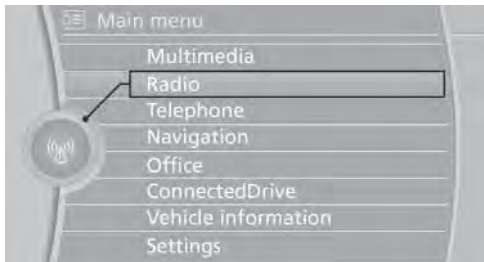 Main menu
Multimedia
Radio
Telephone
Navigation
Office
ConnectedDrive
Vehicle information
Settings